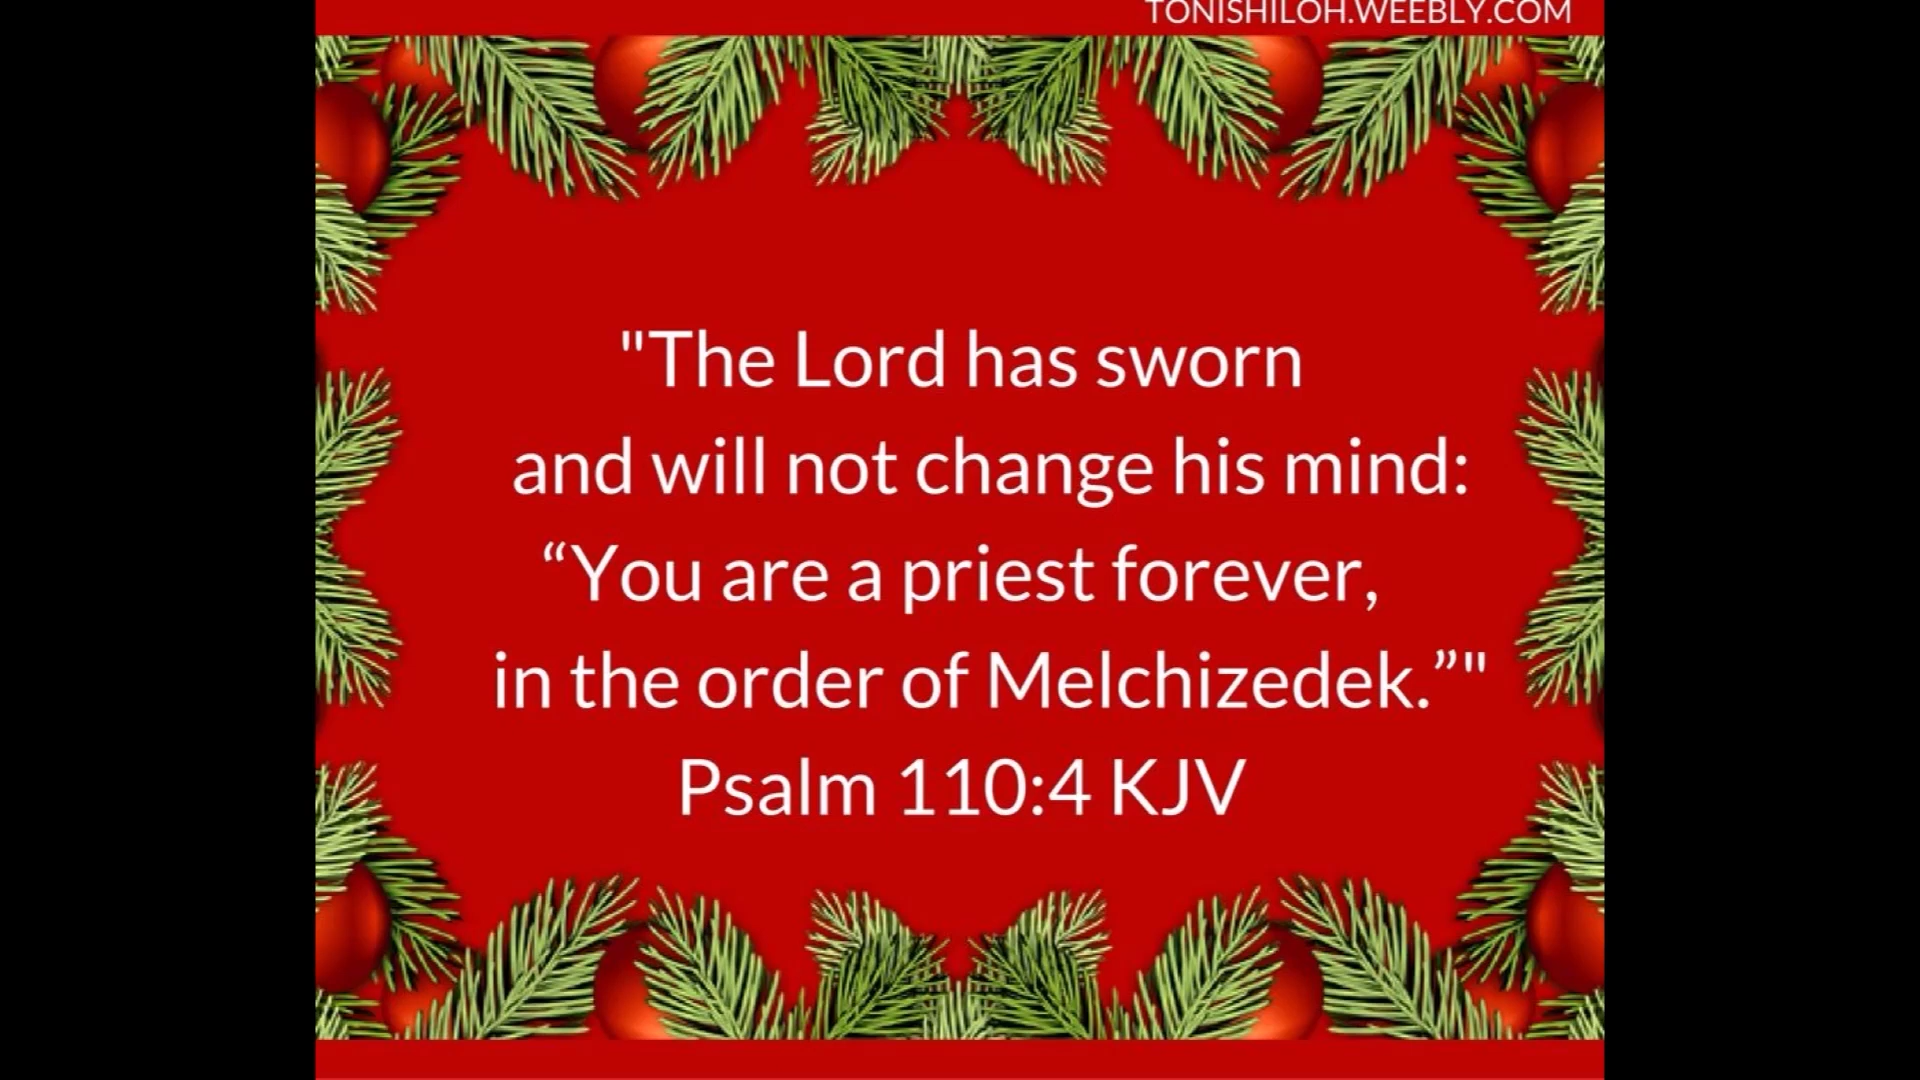 TONISHILOH.WEEBLY.COM
"The Lord has sworn
and will not change his mind:
“You are a priest forever,
in the order of Melchizedek.”"
Psalm 110:4 KJV